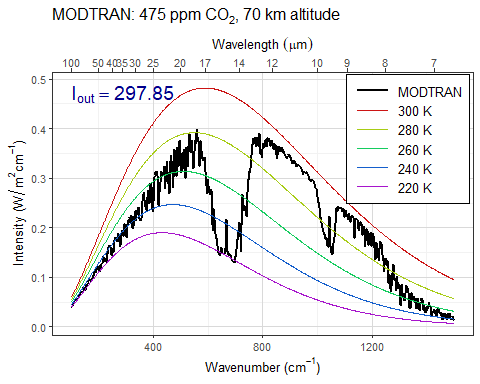 MODTRAN: 475 ppm CO₂, 70 km altitude
Wavelength (μm)
100 50 40 35 30 25 20 17 14 12 10 9 8 7
Iout = 297.85
MODTRAN
300 K
280 K
260 K
240 K
220 K
0.5
0.4
0.3
0.2
0.1
0.0
Intensity (W/m²cm⁻¹)
400 800 1200
Wavenumber (cm⁻¹)